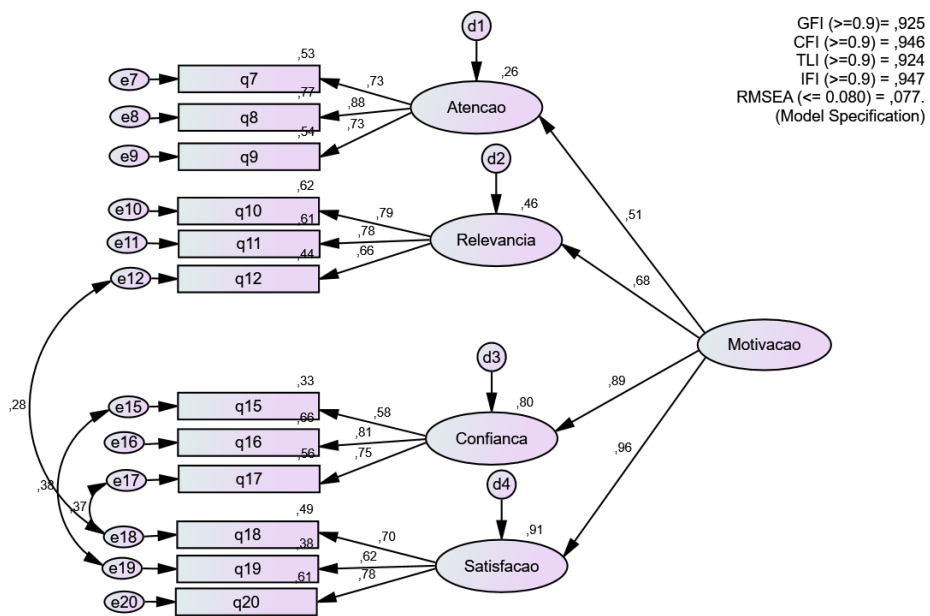 GFI (>=0.9)= ,925
CFI (>=0.9) = ,946
TLI (>=0.9) = ,924
IFI (>=0.9) = ,947
RMSEA (<= 0.080) = ,077.
(Model Specification)
d1
,53
,26
e7
q7
,73
,77
Atencao
e8
q8
,88
,73
,54
e9
q9
d2
,62
,46
e10
q10
,79
,61
Relevancia
e11
q11
,78
,44
,66
e12
q12
,51
,68
Motivacao
d3
,33
,80
,89
e15
q15
,58
,66
Confianca
e16
q16
,81
,56
,75
e17
q17
,96
d4
,28
,38
,37
,49
,91
e18
q18
,70
,38
Satisfacao
e19
q19
,62
,61
,78
e20
q20